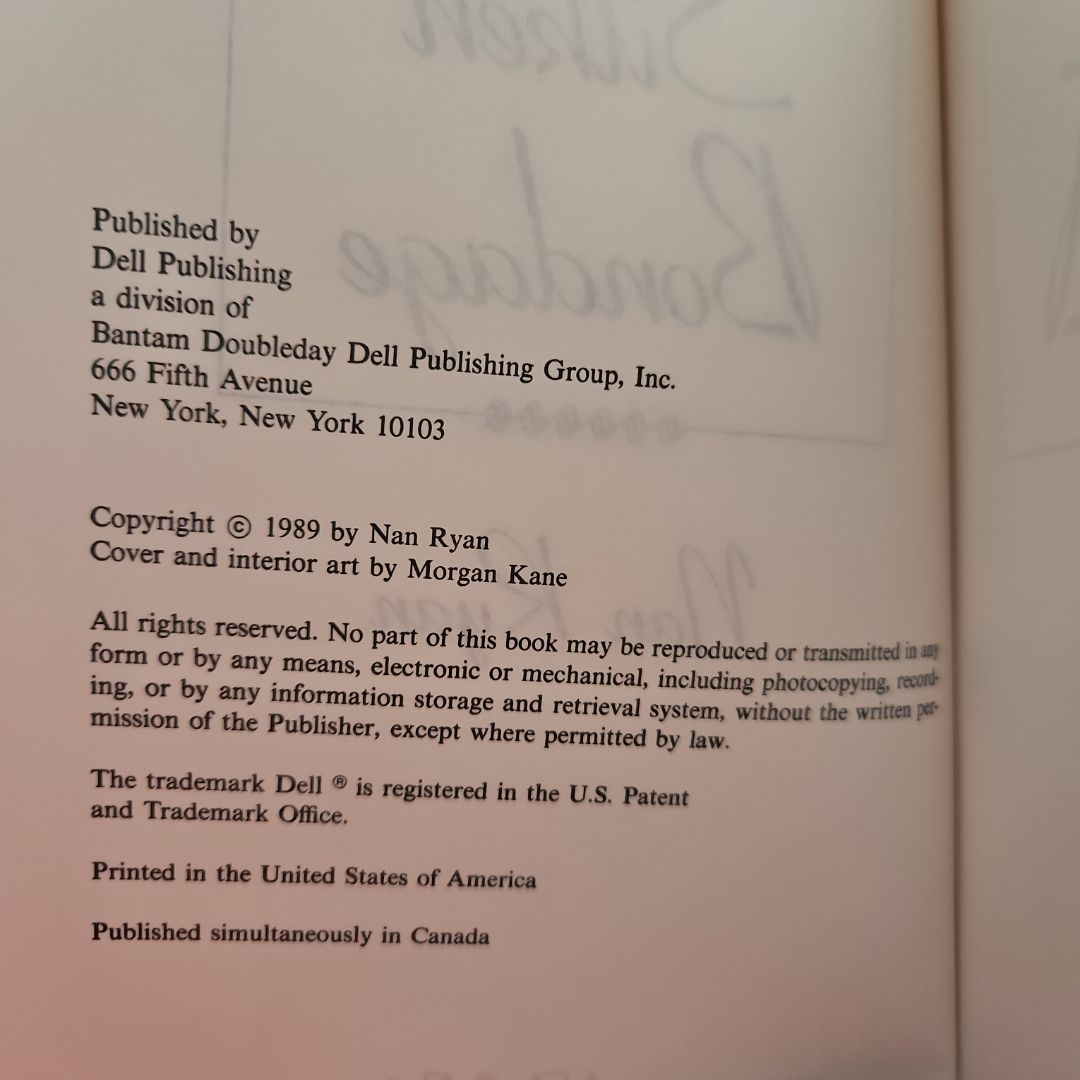 Silken
Bondage
Published by
Dell Publishing
a division of
Bantam Doubleday Dell Publishing Group, Inc.
666 Fifth Avenue
New York, New York 10103
Copyright © 1989 by Nan Ryan
Cover and interior art by Morgan Kane
Nan Ryan
All rights reserved. No part of this book may be reproduced or transmitted in any
form or by any means, electronic or mechanical, including photocopying, record-
ing, or by any information storage and retrieval system, without the written per-
mission of the Publisher, except where permitted by law.
The trademark Dell ® is registered in the U.S. Patent
and Trademark Office.
Printed in the United States of America
Published simultaneously in Canada